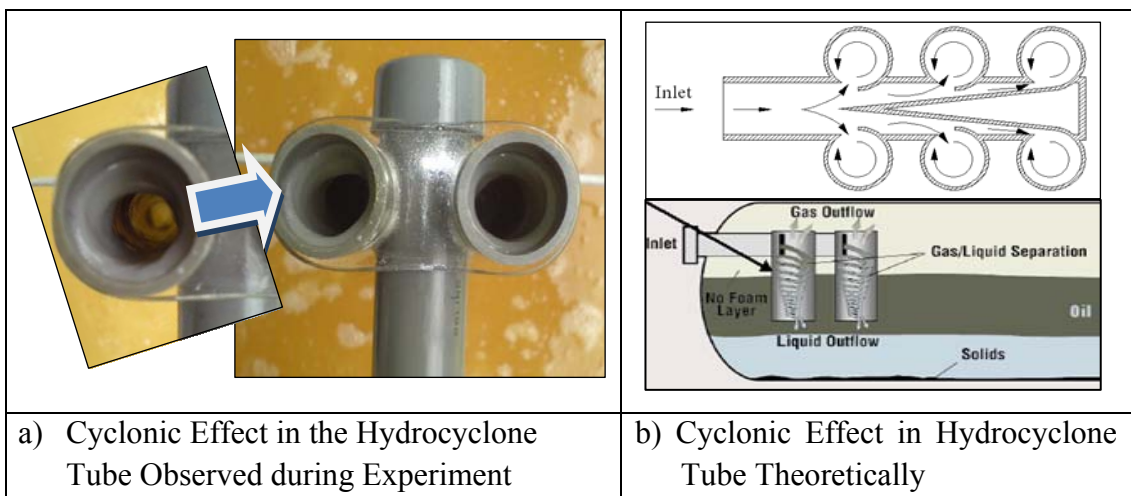 Inlet
Gas Outflow
Inlet
Gas/Liquid Separation
No Foam
Layer
Oil
Liquid Outflow
Solids
a) Cyclonic Effect in the Hydrocyclone
Tube Observed during Experiment
b) Cyclonic Effect in Hydrocyclone
Tube Theoretically